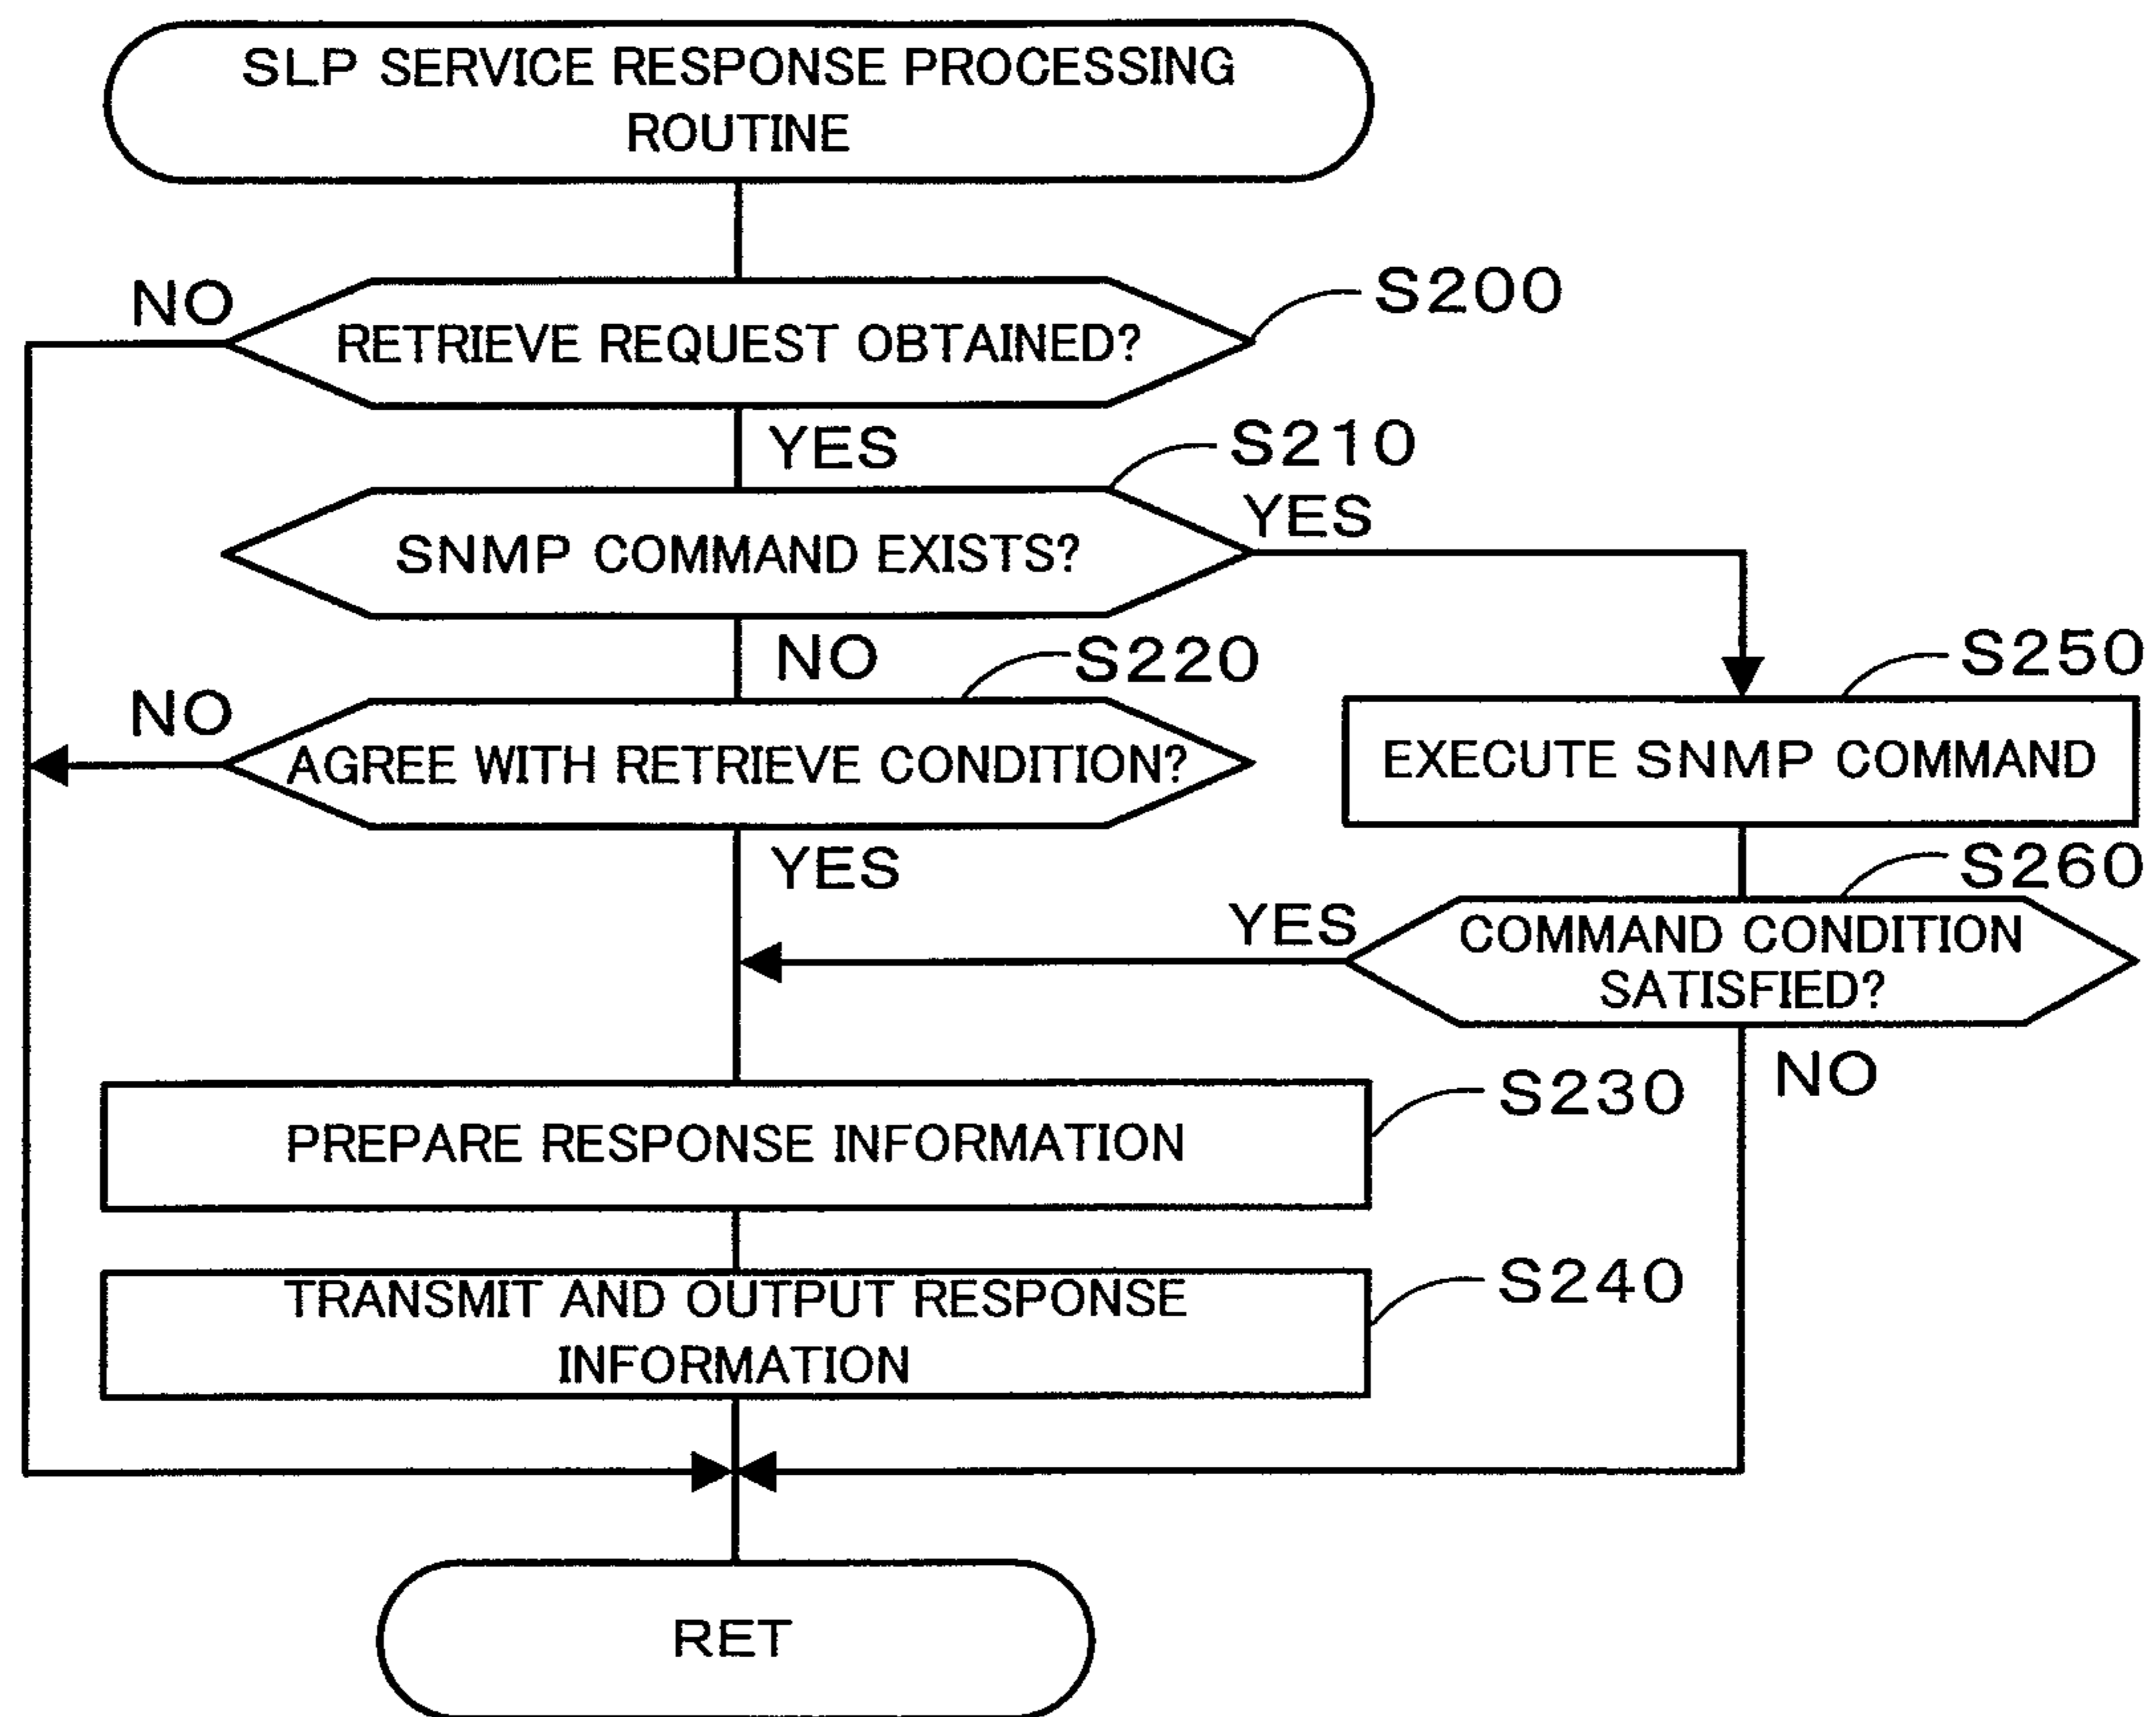 SLP SERVICE RESPONSE PROCESSING
ROUTINE
NO
S200
RETRIEVE REQUEST OBTAINED?
YES
S210
YES
SNMP COMMAND EXISTS?
NO
S220
S250
NO
AGREE WITH RETRIEVE CONDITION?
EXECUTE SNMP COMMAND
YES
S260
YES
COMMAND CONDITION
SATISFIED?
NO
S230
PREPARE RESPONSE INFORMATION
S240
TRANSMIT AND OUTPUT RESPONSE
INFORMATION
RET